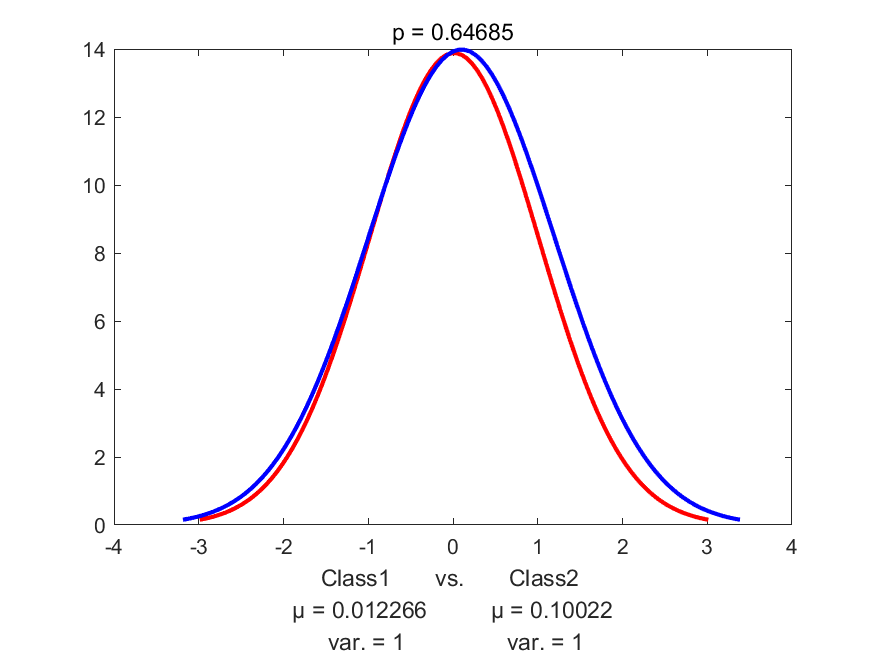 p = 0.64685
14
12
10
8
6
4
2
0
-4 -3 -2 -1 0 1 2 3 4
Class1 vs. Class2
μ = 0.012266 μ = 0.10022
var. = 1 var. = 1